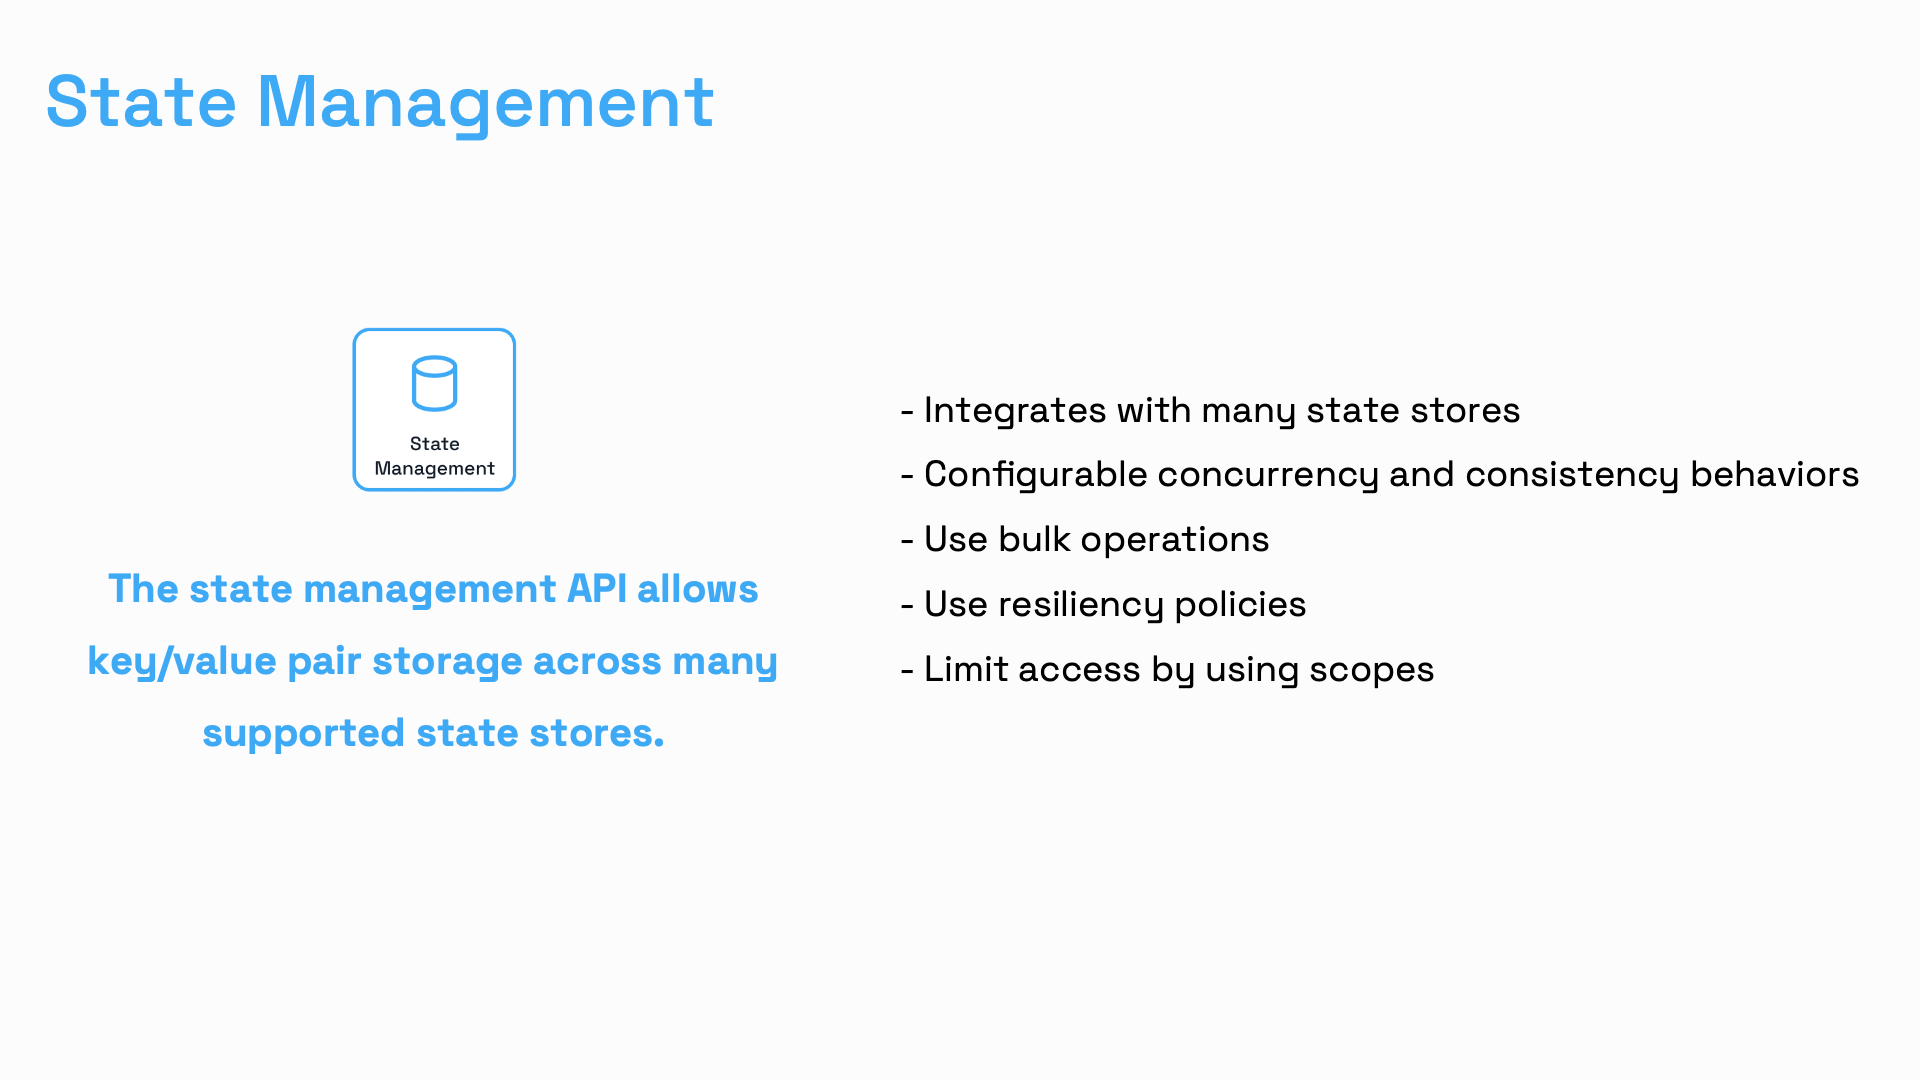 State Management
State
Management
The state management API allows
key/value pair storage across many
supported state stores.
- Integrates with many state stores
- Configurable concurrency and consistency behaviors
- Use bulk operations
- Use resiliency policies
- Limit access by using scopes